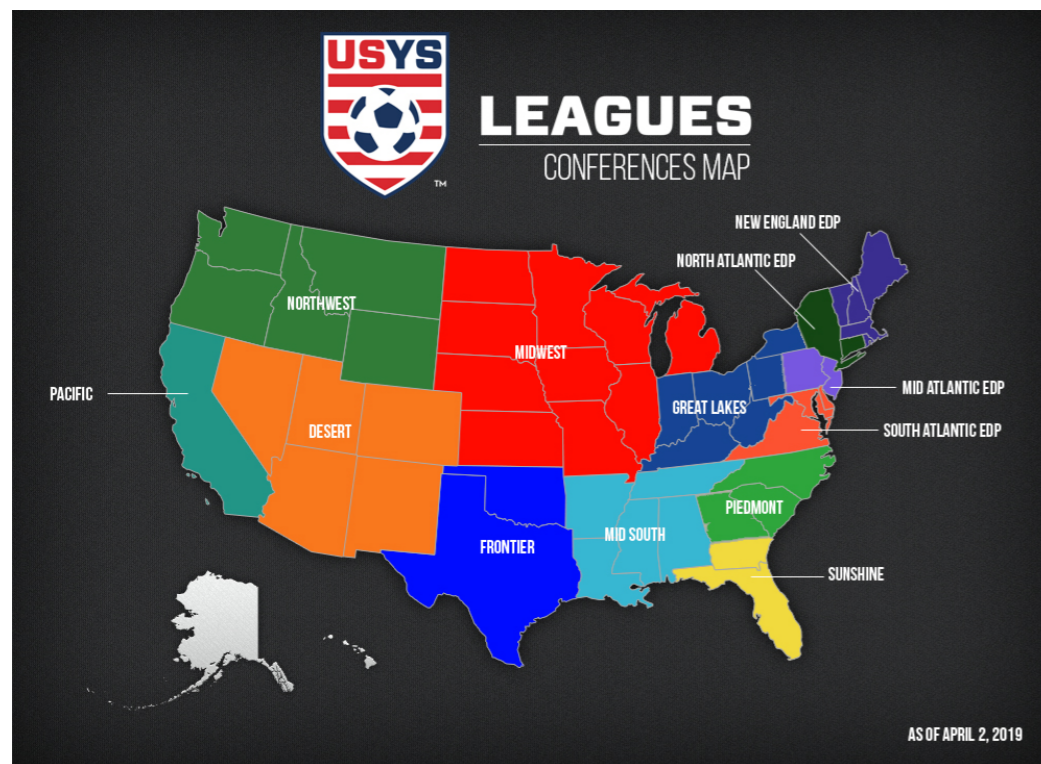 USYS
TM
LEAGUES
CONFERENCES MAP
NEW ENGLAND EDP
NORTH ATLANTIC EDP
NORTHWEST
MIDWEST
PACIFIC
MID ATLANTIC EDP
GREAT LAKES
DESERT
SOUTH ATLANTIC EDP
PIEDMONT
MID SOUTH
FRONTIER
SUNSHINE
AS OF APRIL 2, 2019